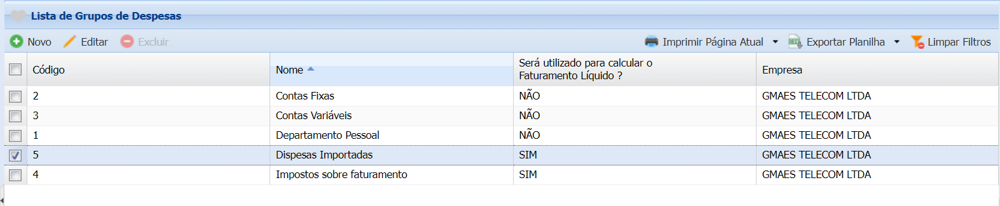 Lista de Grupos de Despesas
Novo Editar Excluir Imprimir Página Atual Exportar Planilha Limpar Filtros
Código Nome Será utilizado para calcular o Faturamento Líquido ? Empresa
2 Contas Fixas NÃO GMAES TELECOM LTDA
3 Contas Variáveis NÃO GMAES TELECOM LTDA
1 Departamento Pessoal NÃO GMAES TELECOM LTDA
5 Dispesas Importadas SIM GMAES TELECOM LTDA
4 Impostos sobre faturamento SIM GMAES TELECOM LTDA